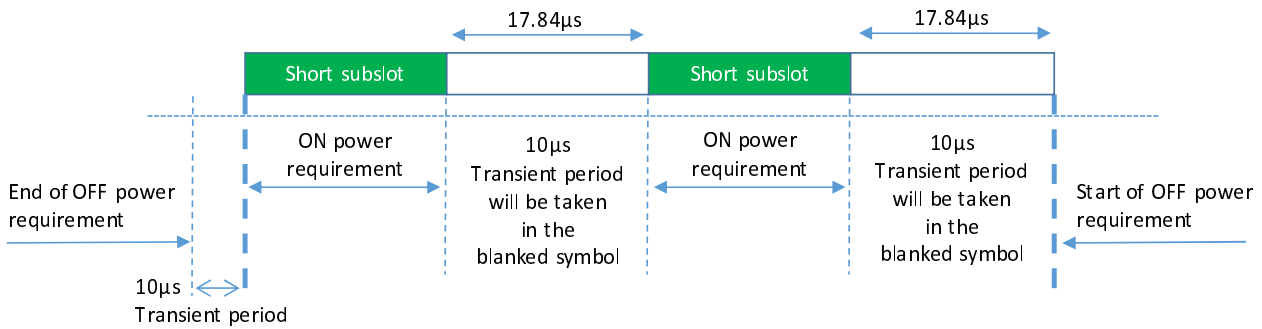 17.84µs
17.84µs
Short subslot
Short subslot
ON power
requirement
10µs
Transient period
will be taken
in the
blanked symbol
ON power
requirement
10µs
Transient period
will be taken
in the
blanked symbol
End of OFF power
requirement
Start of OFF power
requirement
10µs
Transient period